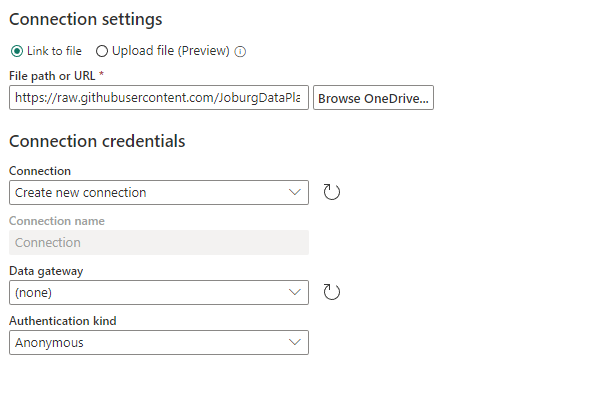 Connection settings
Link to file Upload file (Preview)
File path or URL *
https://raw.githubusercontent.com/JoburgDataPla Browse OneDrive...
Connection credentials
Connection
Create new connection
Connection name
Connection
Data gateway
(none)
Authentication kind
Anonymous